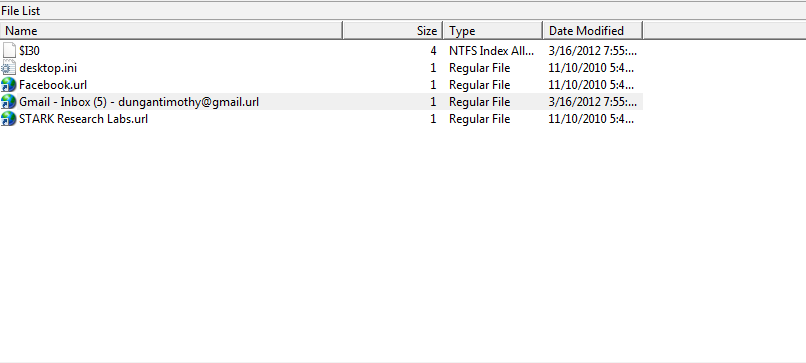 File List
Name Size Type Date Modified
$I30 4 NTFS Index All... 3/16/2012 7:55:...
desktop.ini 1 Regular File 11/10/2010 5:4...
Facebook.url 1 Regular File 11/10/2010 5:4...
Gmail - Inbox (5) - dungantimothy@gmail.url 1 Regular File 3/16/2012 7:55:...
STARK Research Labs.url 1 Regular File 11/10/2010 5:4...